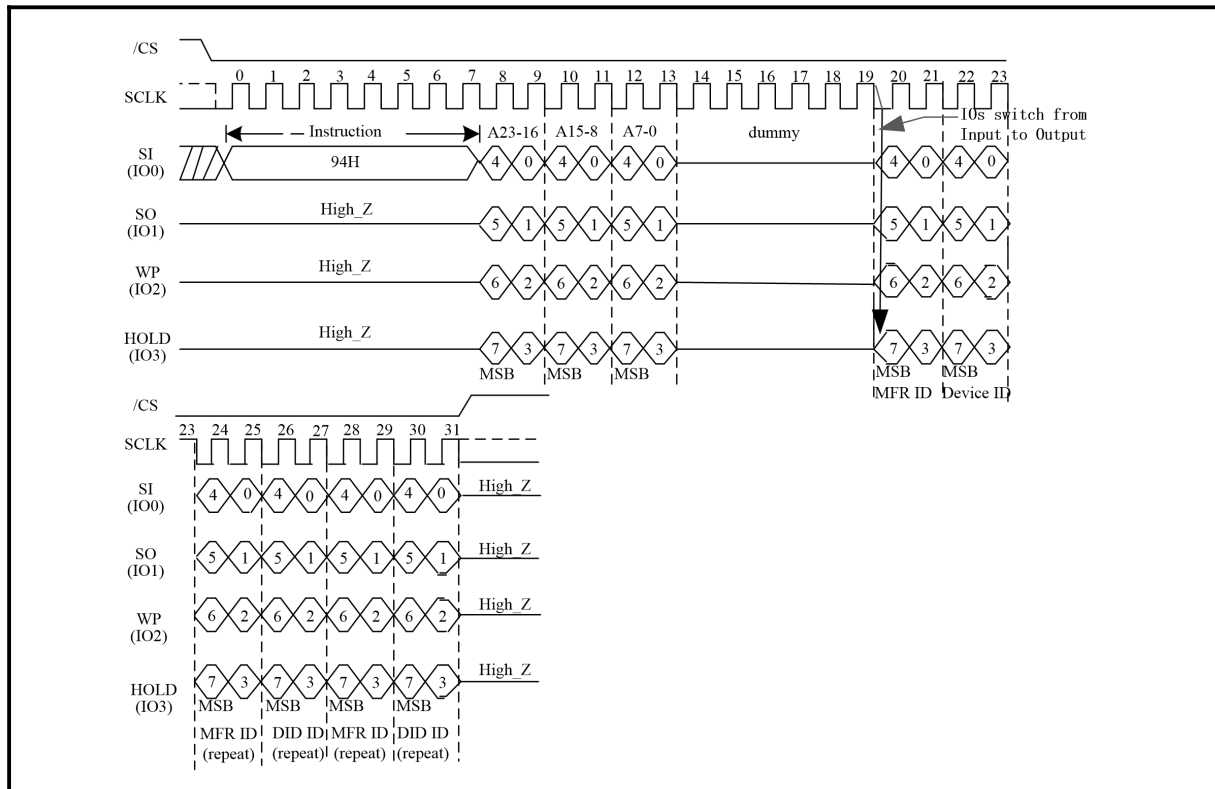 /CS
0 1 2 3 4 5 6 7 8 9 10 11 12 13 14 15 16 17 18 19 20 21 22 23
SCLK
IOs switch from
Input to Output
Instruction A23-16 A15-8 A7-0 dummy
SI
(IO0)
94H 4 0 4 0 4 0 4 0 4 0
SO
(IO1)
High_Z 5 1 5 1 5 1 5 1 5 1
WP
(IO2)
High_Z 6 2 6 2 6 2 6 2 6 2
HOLD
(IO3)
High_Z 7 3 7 3 7 3 7 3 7 3
MSB MSB MSB MSB MSB
MFR ID Device ID
/CS
23 24 25 26 27 28 29 30 31
SCLK
SI
(IO0)
4 0 4 0 4 0 4 0 High_Z
SO
(IO1)
5 1 5 1 5 1 5 1 High_Z
WP
(IO2)
6 2 6 2 6 2 6 2 High_Z
HOLD
(IO3)
7 3 7 3 7 3 7 3 High_Z
MSB MSB MSB MSB
MFR ID DID ID MFR ID DID ID
(repeat) (repeat) (repeat) (repeat)